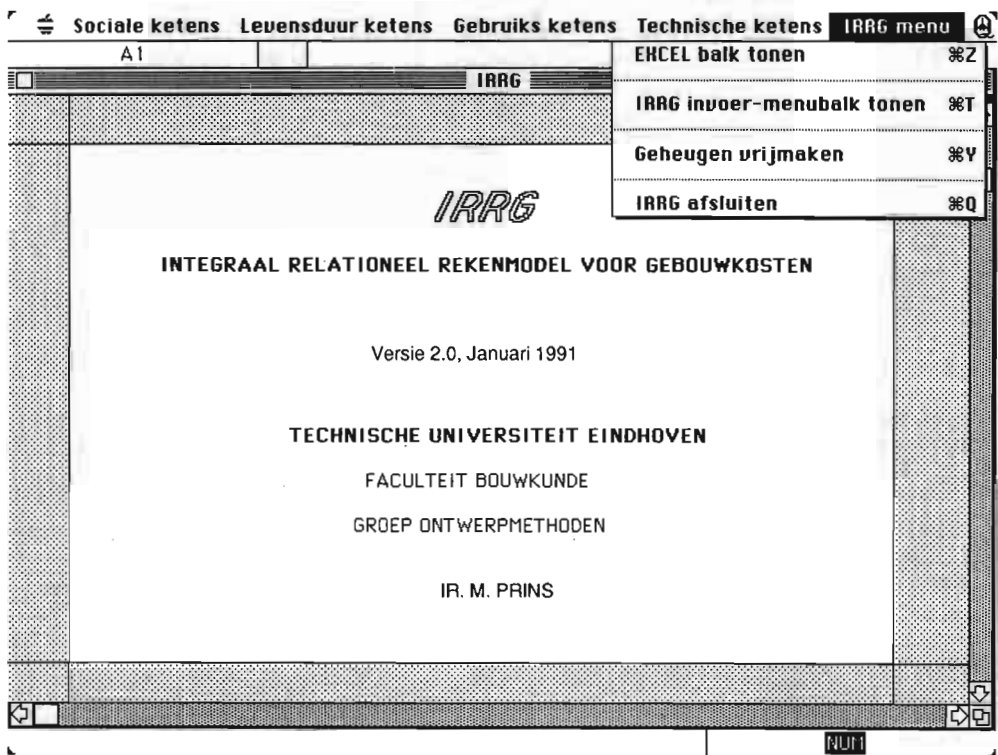 Sociale ketens Levensduur ketens Gebruiks ketens Technische ketens IRRG menu
A1
EXCEL balk tonen ⌘Z
IRRG
IRRG invoer-menubalk tonen ⌘T
Geheugen vrijmaken ⌘Y
IRRG afsluiten ⌘Q
IRRG
INTEGRAAL RELATIONEEL REKENMODEL VOOR GEBOUWKOSTEN
Versie 2.0, Januari 1991
TECHNISCHE UNIVERSITEIT EINDHOVEN
FACULTEIT BOUWKUNDE
GROEP ONTWERPMETHODEN
IR. M. PRINS
NUM